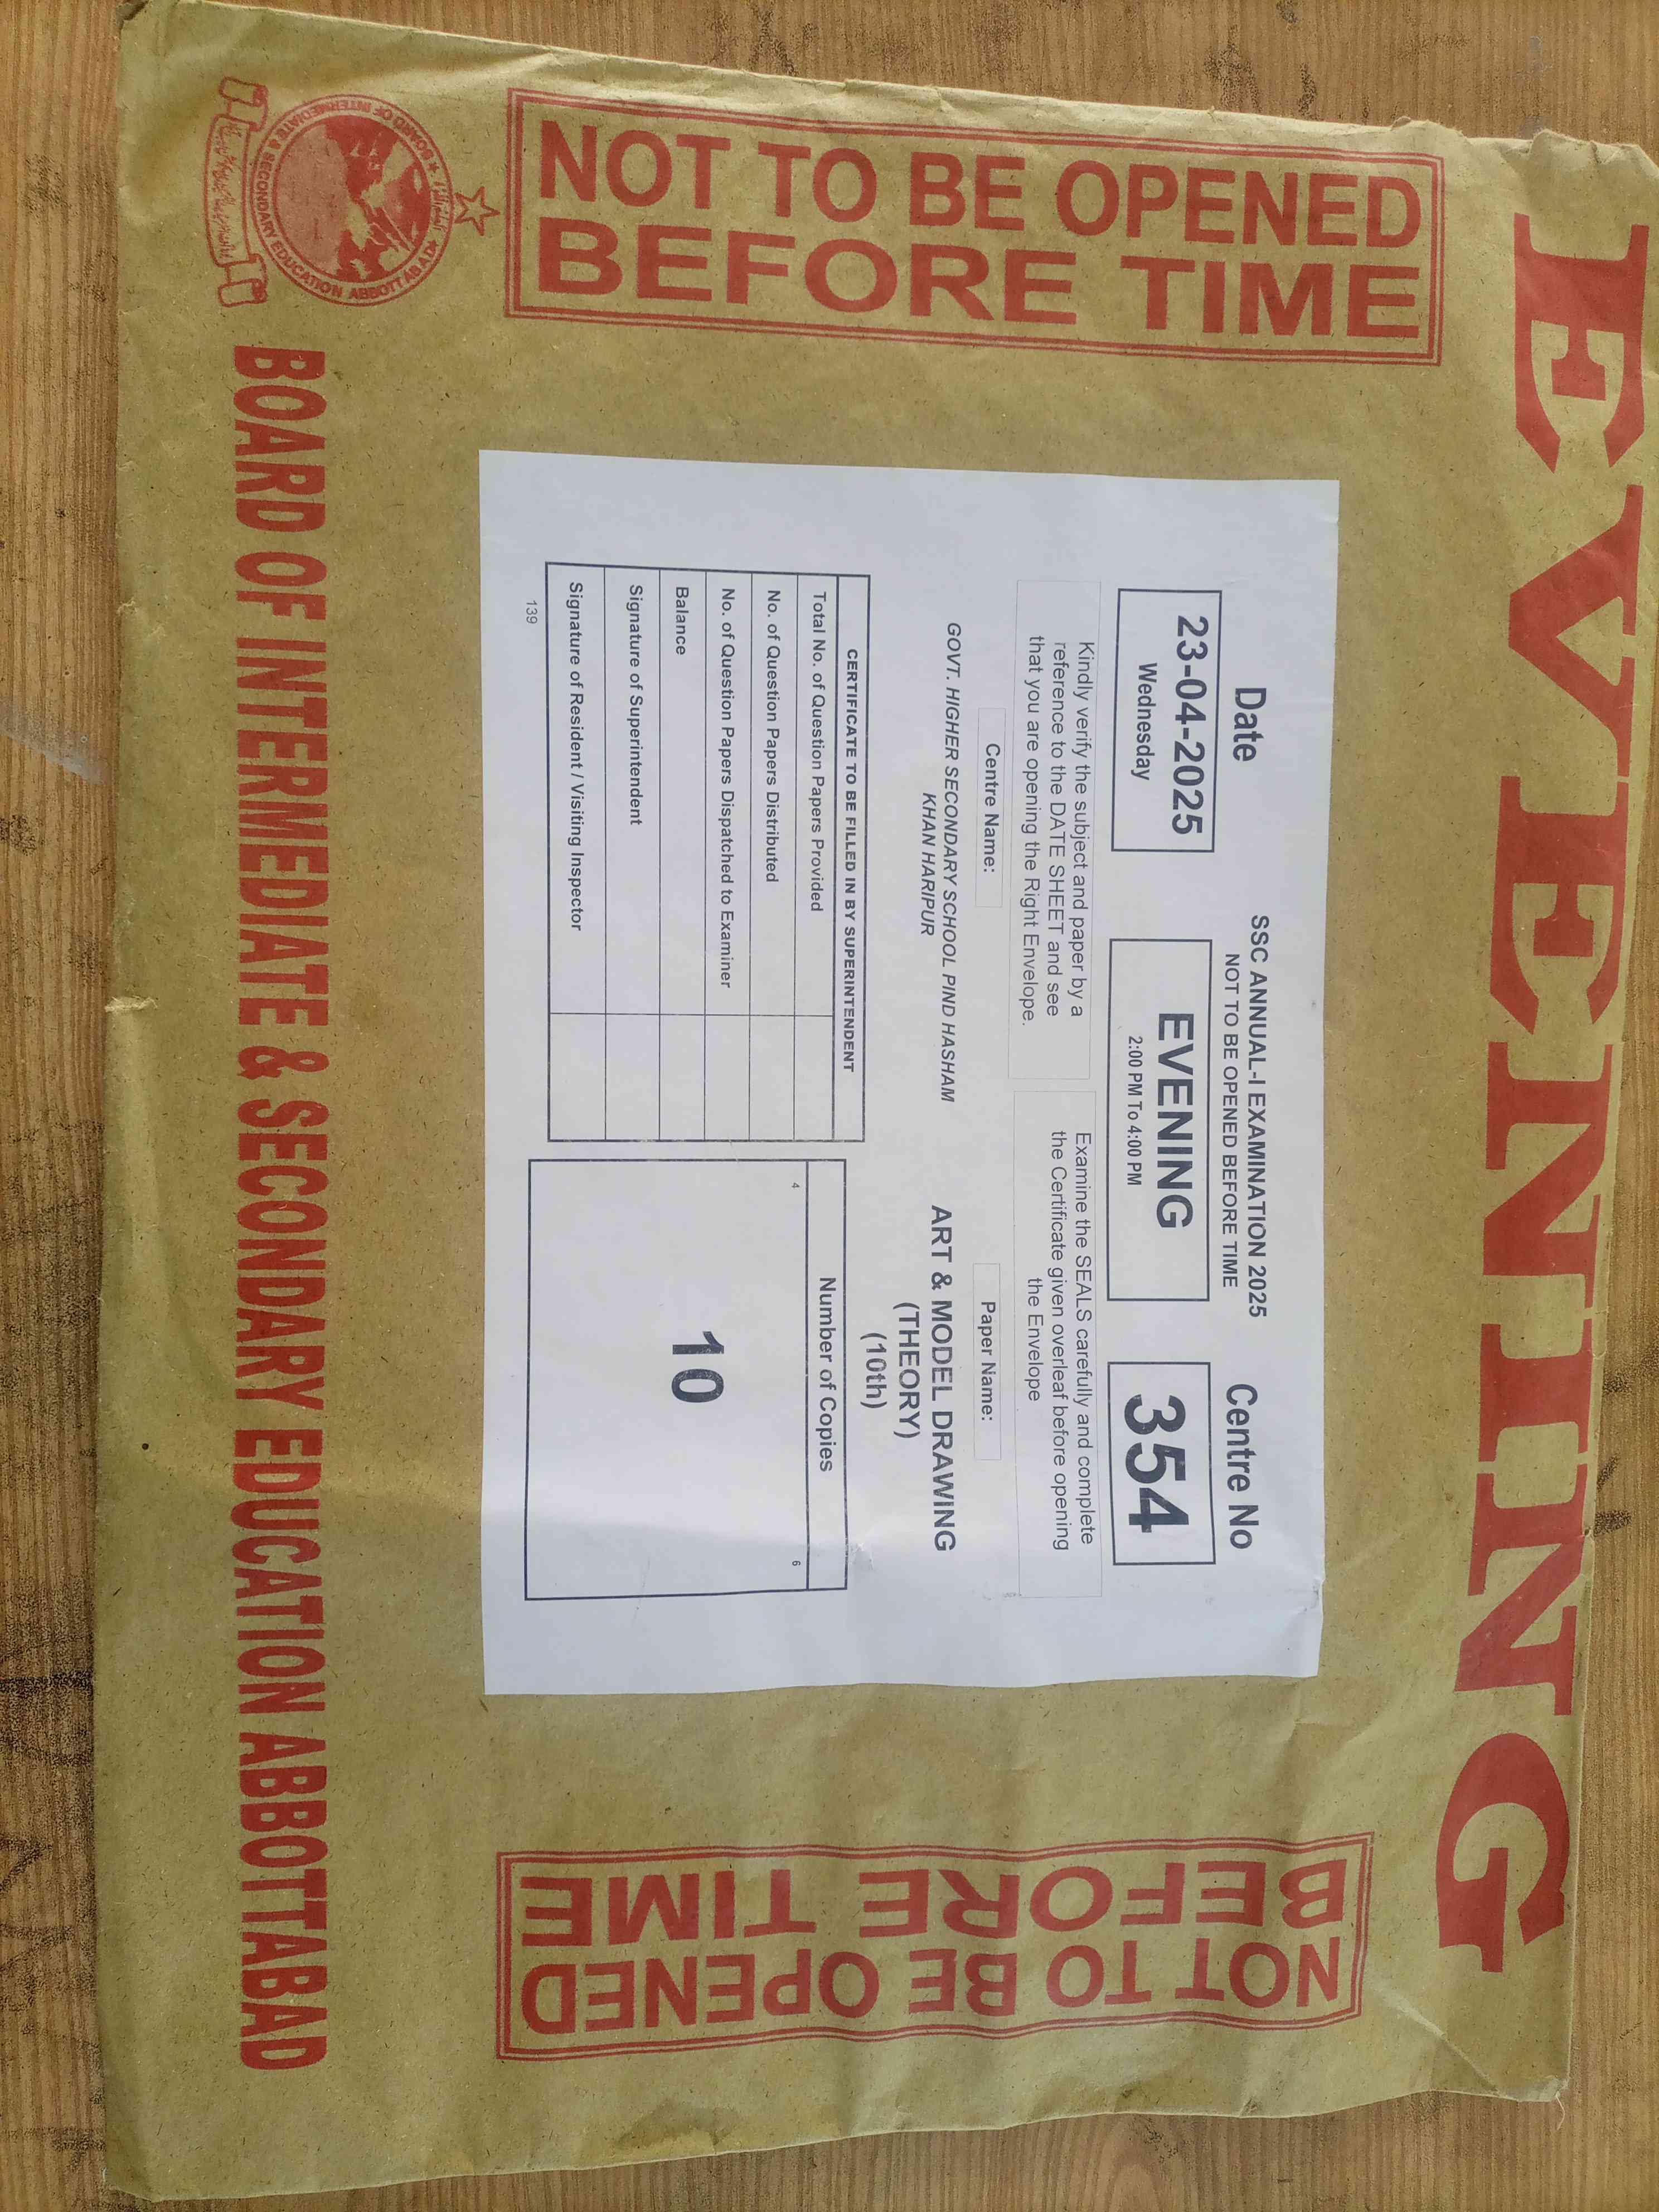 EVENING
NOT TO BE OPENED
BEFORE TIME
Date
23-04-2025
Wednesday
SSC ANNUAL-I EXAMINATION 2025
NOT TO BE OPENED BEFORE TIME
EVENING
2:00 PM To 4:00 PM
Centre No
354
Kindly verify the subject and paper by a
reference to the DATE SHEET and see
that you are opening the Right Envelope.
Examine the SEALS carefully and complete
the Certificate given overleaf before opening
the Envelope
Centre Name:
GOVT. HIGHER SECONDARY SCHOOL PIND HASHAM
KHAN HARIPUR
Paper Name:
ART & MODEL DRAWING
(THEORY)
(10th)
CERTIFICATE TO BE FILLED IN BY SUPERINTENDENT
Total No. of Question Papers Provided
No. of Question Papers Distributed
No. of Question Papers Dispatched to Examiner
Balance
Signature of Superintendent
Signature of Resident / Visiting Inspector
139
Number of Copies
4
6
10
NOT TO BE OPENED
BEFORE TIME
BOARD OF INTERMEDIATE & SECONDARY EDUCATION ABBOTTABAD
BOARD OF INTERMEDIATE & SECONDARY EDUCATION ABBOTTABAD